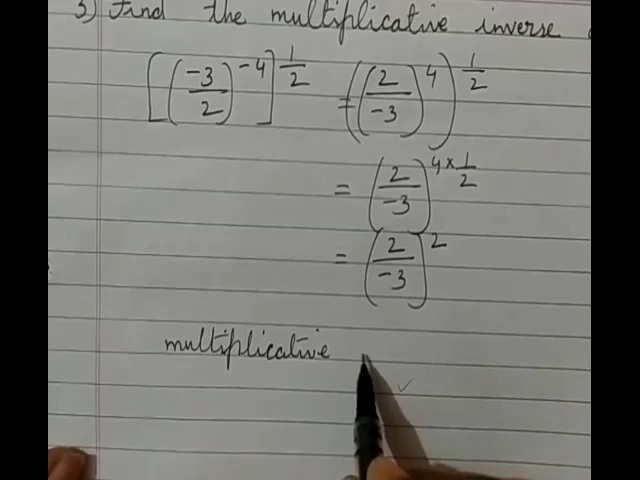 3) Find the multiplicative inverse
[(-3/2)^-4]^1/2 = ((2/-3)^4)^1/2
= (2/-3)^4×1/2
= (2/-3)^2
multiplicative